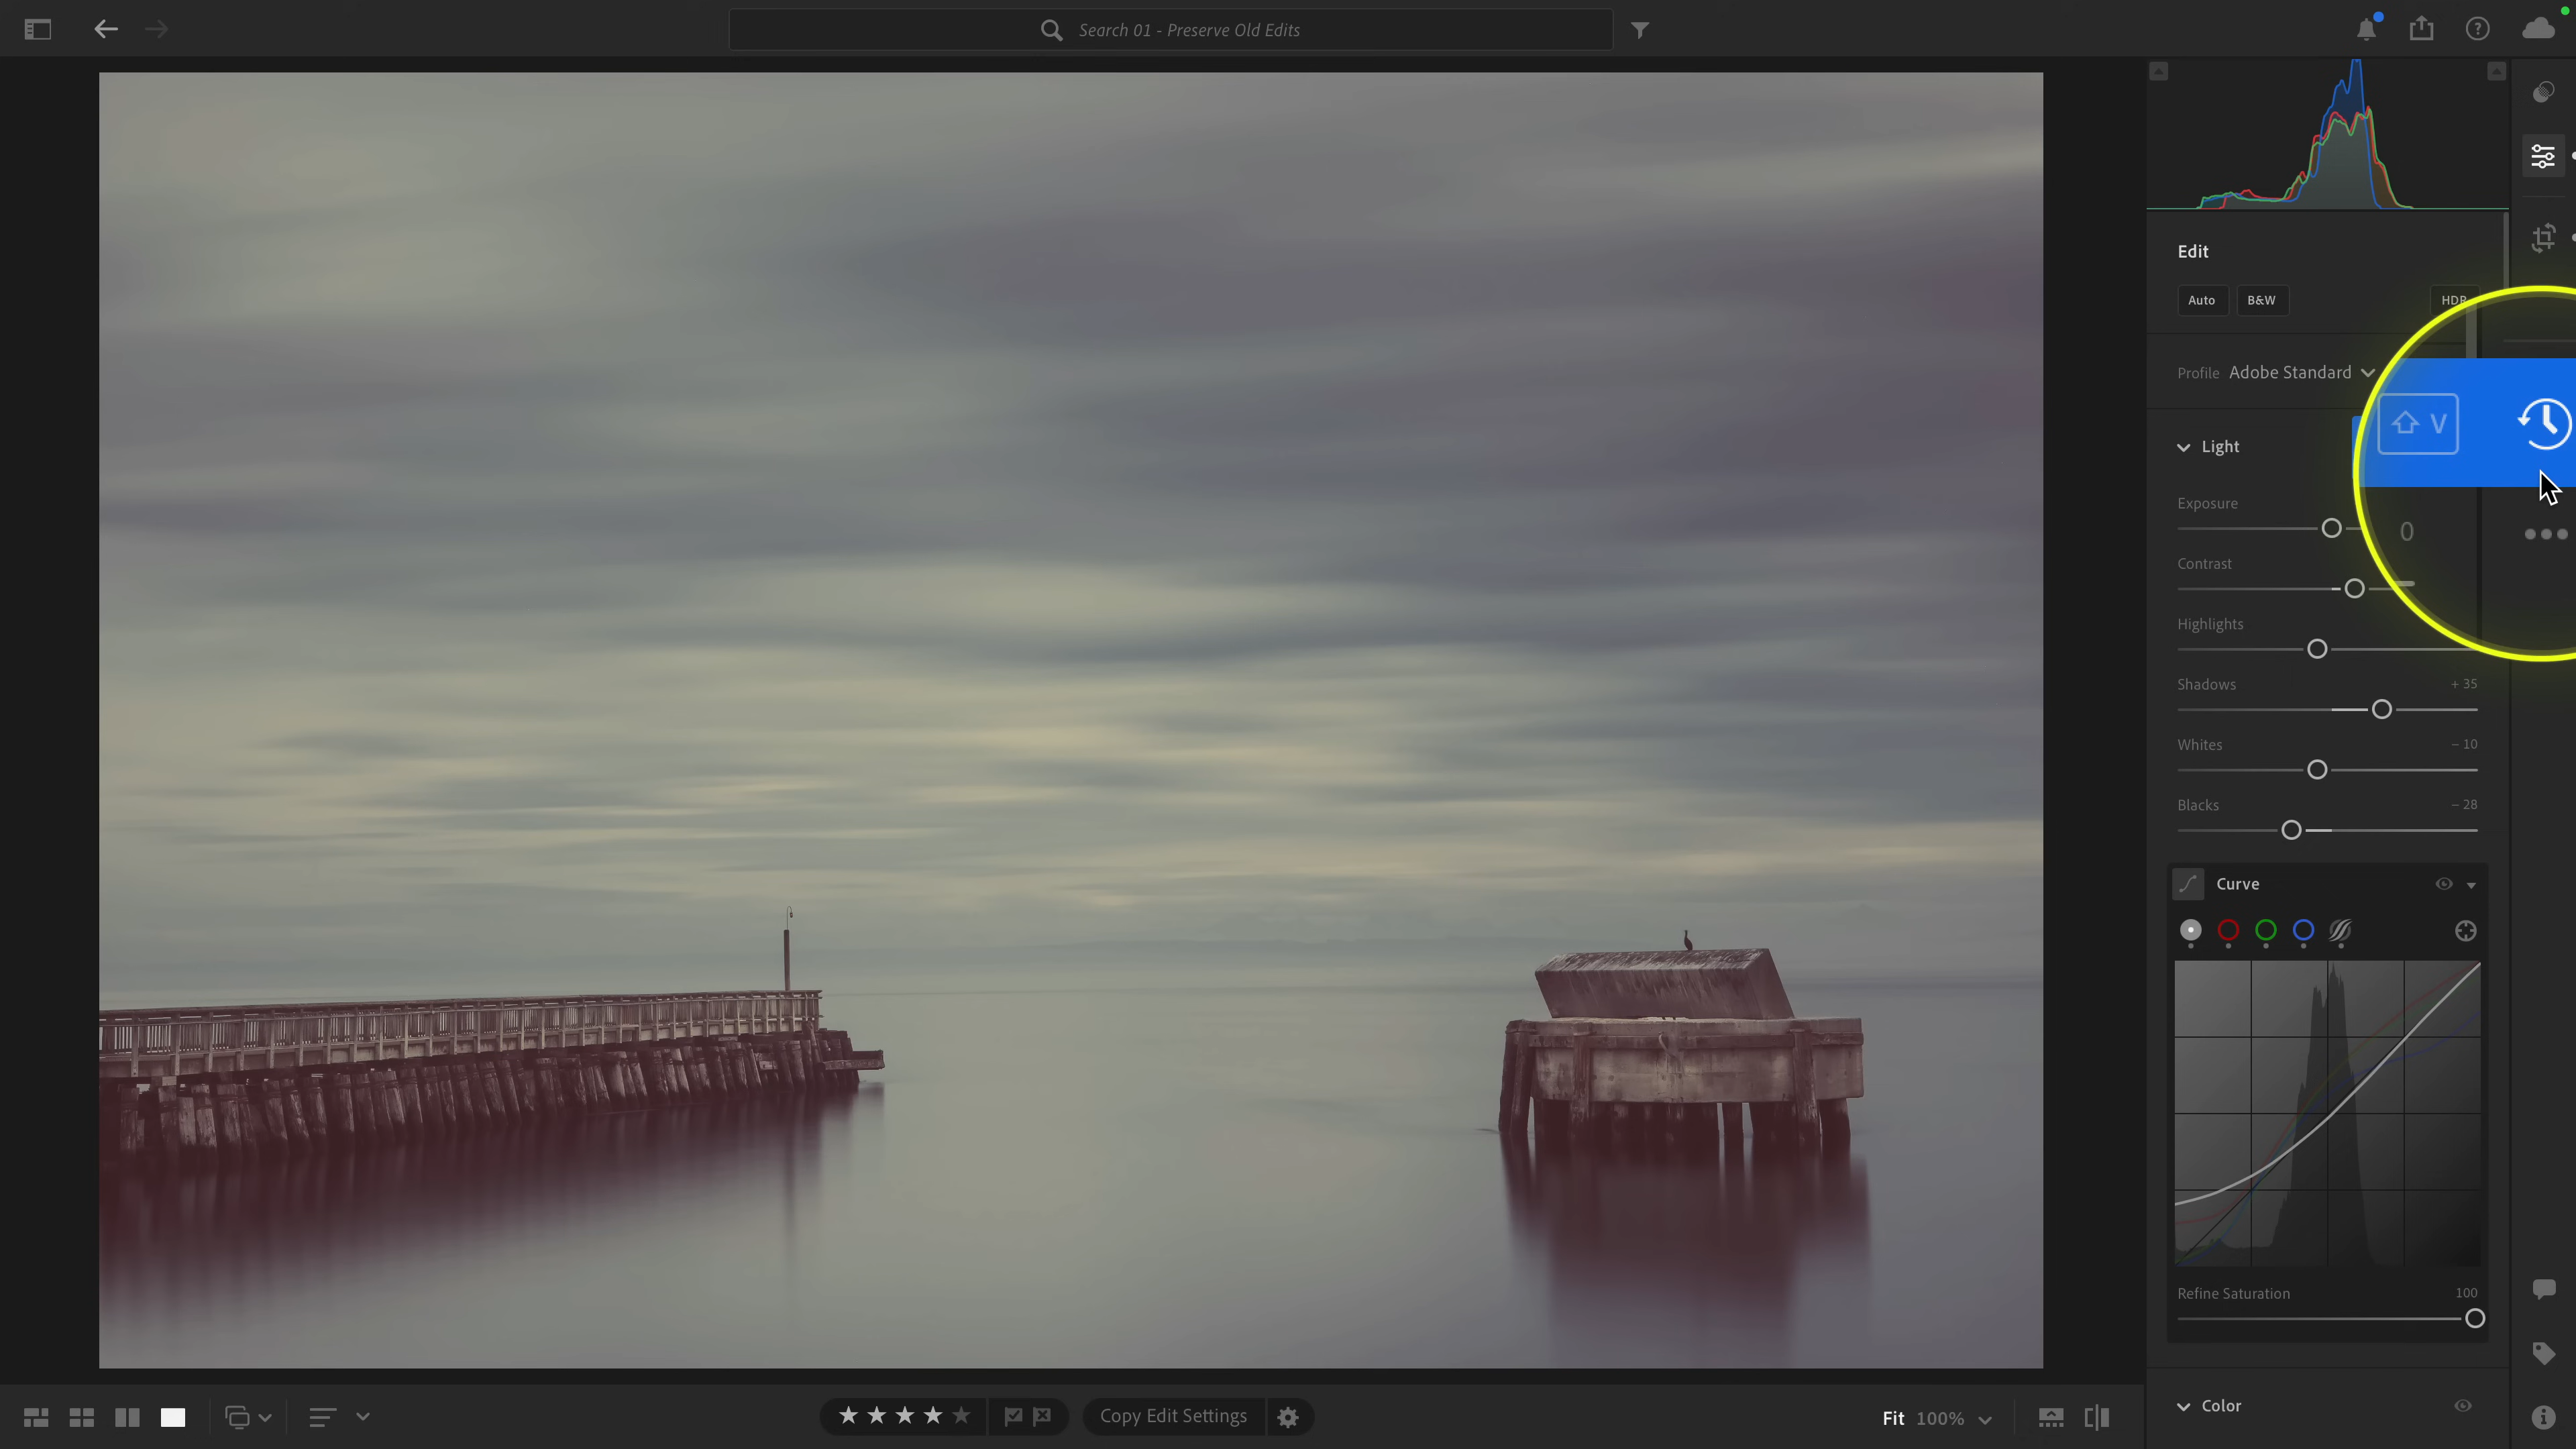 Search 01 - Preserve Old Edits
Edit
Auto B&W HDR
Profile Adobe Standard
⇧ V
Light
Exposure 0
Contrast
Highlights
Shadows + 35
Whites – 10
Blacks – 28
Curve
Refine Saturation 100
Color
Copy Edit Settings
Fit 100%